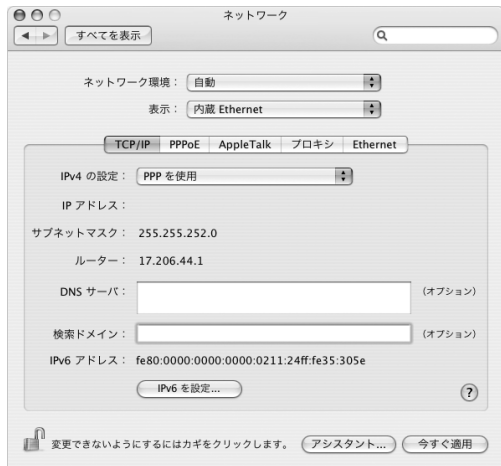 ネットワーク
すべてを表示
ネットワーク環境： 自動
表示： 内蔵 Ethernet
TCP/IP PPPoE AppleTalk プロキシ Ethernet
IPv4 の設定： PPP を使用
IP アドレス：
サブネットマスク： 255.255.252.0
ルーター： 17.206.44.1
DNS サーバ： (オプション)
検索ドメイン： (オプション)
IPv6 アドレス： fe80:0000:0000:0000:0211:24ff:fe35:305e
IPv6 を設定...
?
変更できないようにするにはカギをクリックします。 アシスタント... 今すぐ適用